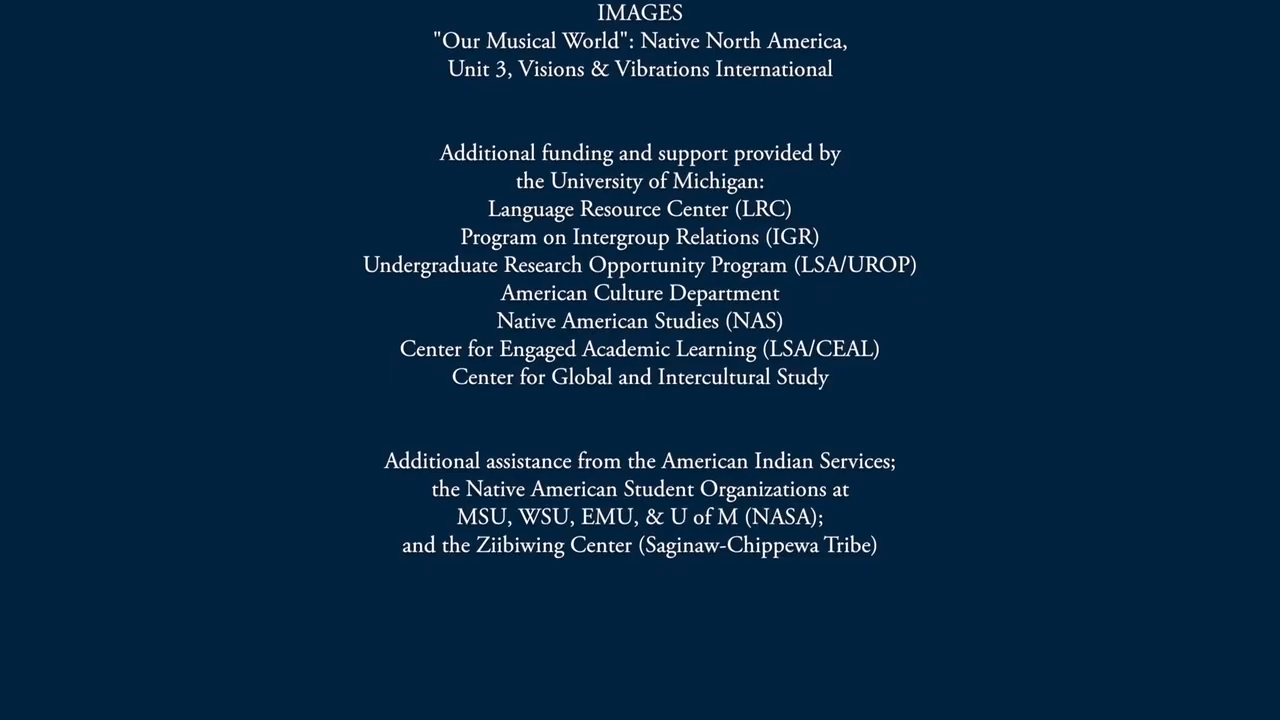 IMAGES
"Our Musical World": Native North America,
Unit 3, Visions & Vibrations International
Additional funding and support provided by
the University of Michigan:
Language Resource Center (LRC)
Program on Intergroup Relations (IGR)
Undergraduate Research Opportunity Program (LSA/UROP)
American Culture Department
Native American Studies (NAS)
Center for Engaged Academic Learning (LSA/CEAL)
Center for Global and Intercultural Study
Additional assistance from the American Indian Services;
the Native American Student Organizations at
MSU, WSU, EMU, & U of M (NASA);
and the Ziibiwing Center (Saginaw-Chippewa Tribe)